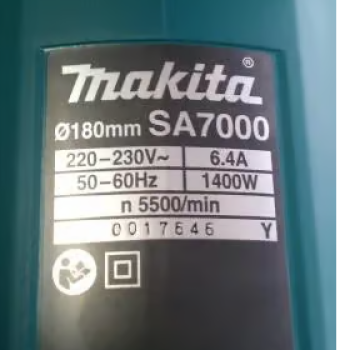 makita®
Ø180mm SA7000
220-230V~ 6.4A
50-60Hz 1400W
n 5500/min
0017646 Y